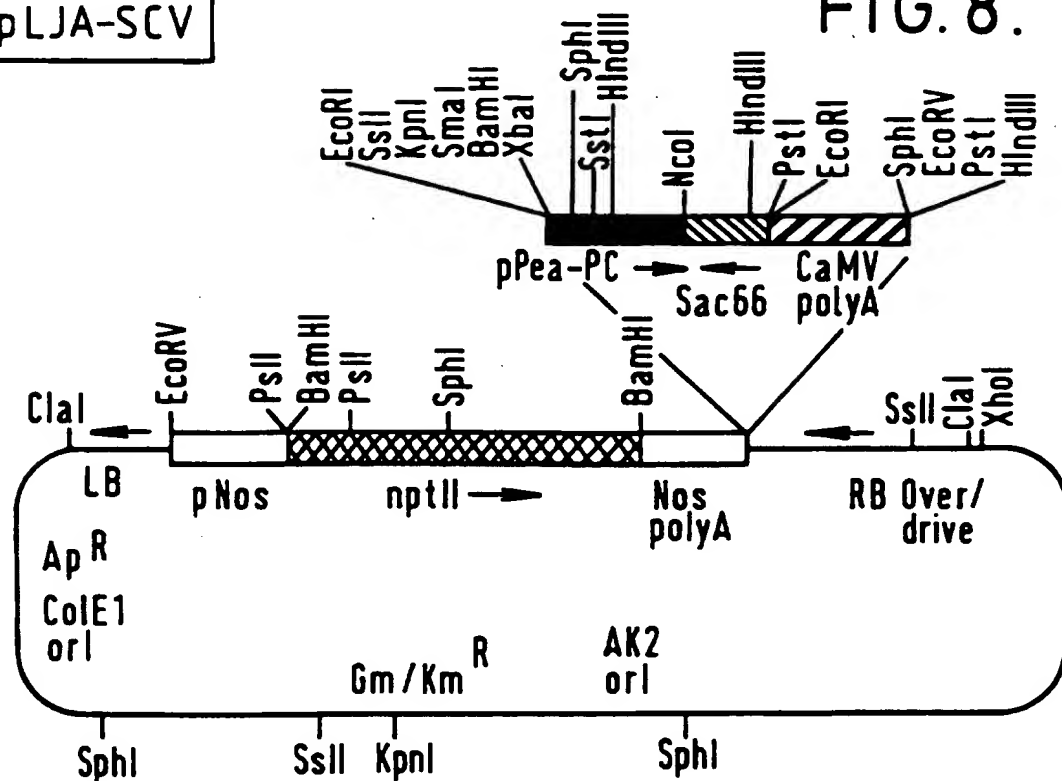 pLJA-SCV
FIG. 8.
EcoRI
SslI
KpnI
SmaI
BamHI
XbaI
SphI
SstI
HIndIII
NcoI
HIndIII
PstI
EcoRI
SphI
EcoRV
PstI
HIndIII
pPea-PC
Sac66
CaMV
polyA
ClaI
EcoRV
PslI
BamHI
PslI
SphI
BamHI
SslI
ClaI
XhoI
LB
pNos
nptII
Nos
polyA
RB Over/
drive
Ap R
ColE1
orI
Gm/Km R
AK2
orI
SphI
SslI
KpnI
SphI